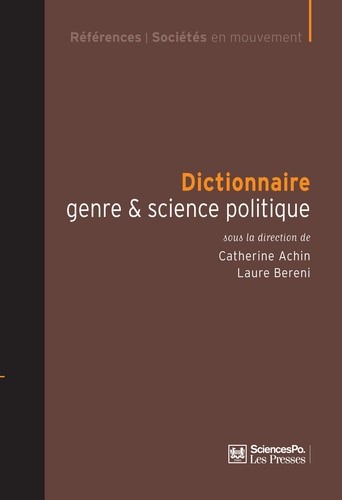 Références | Sociétés en mouvement
Dictionnaire
genre & science politique
sous la direction de
Catherine Achin
Laure Bereni
SciencesPo.
Les Presses